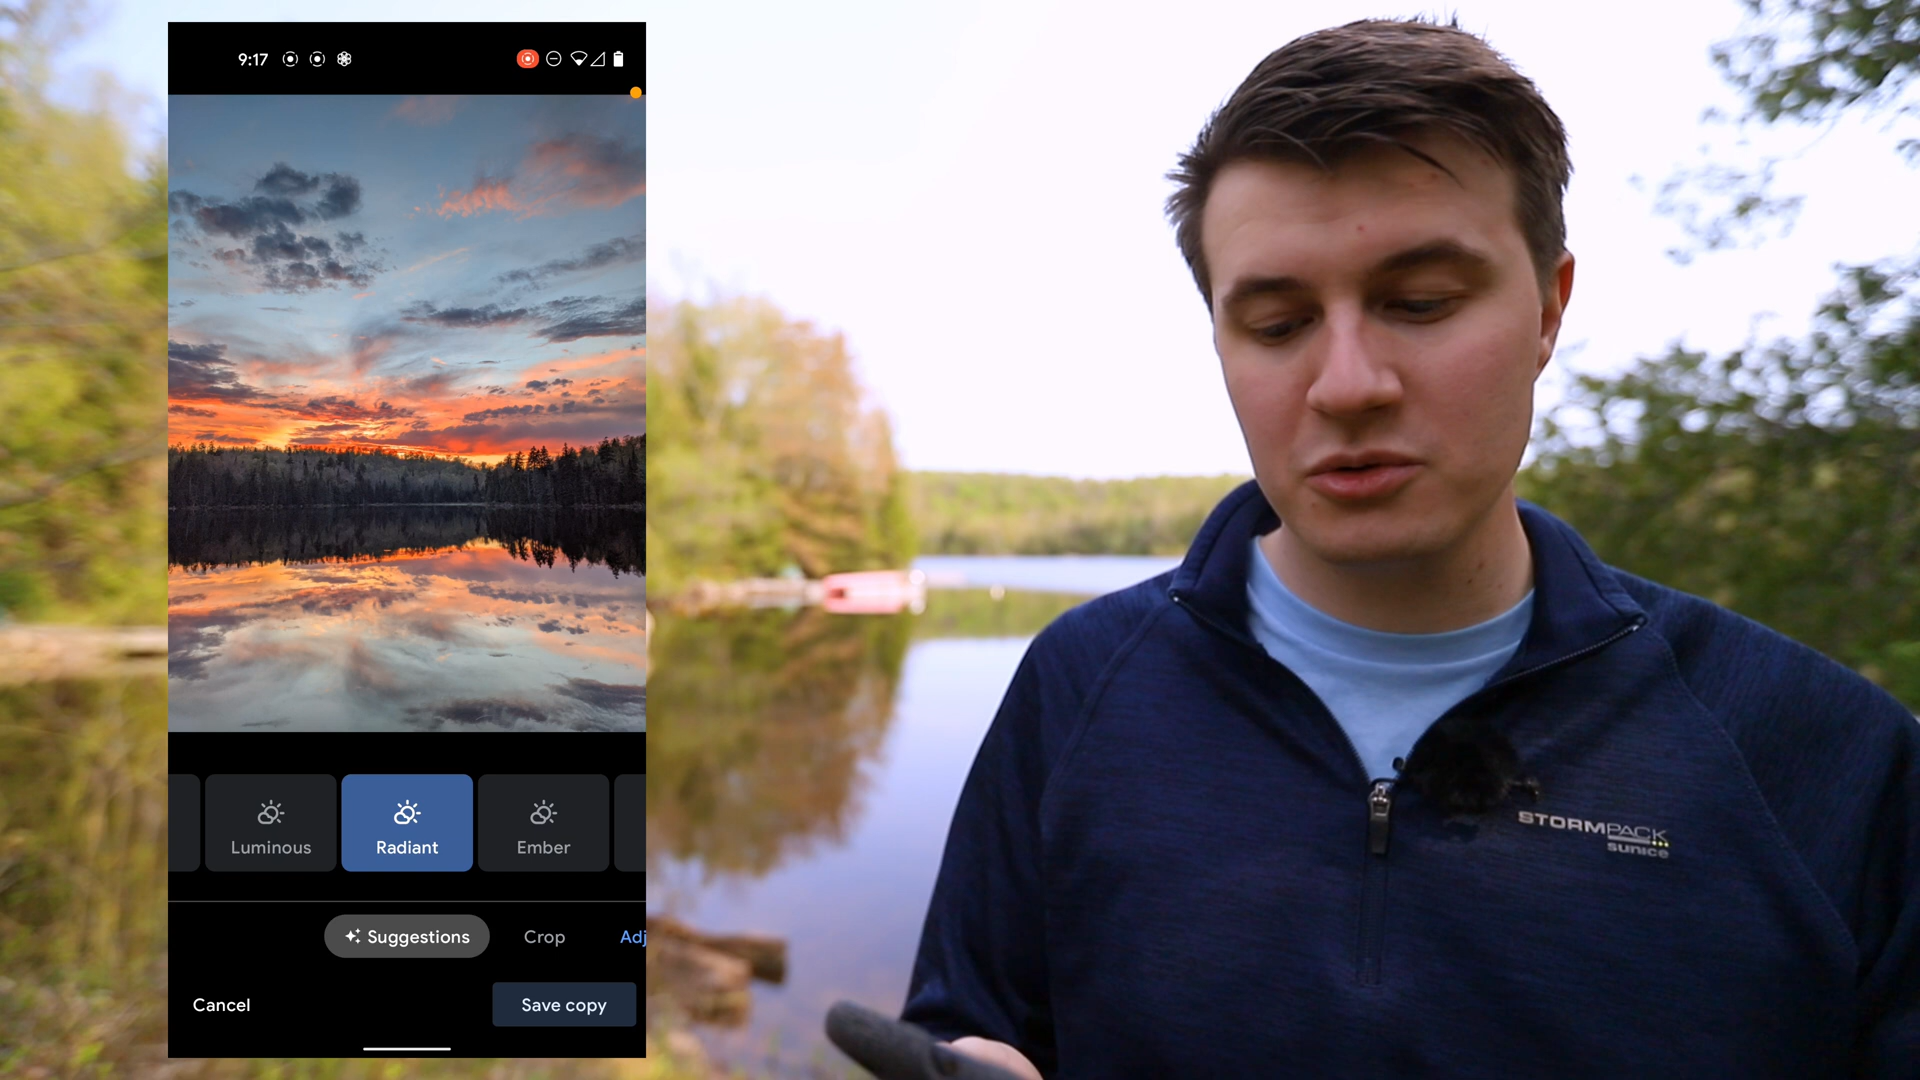 9:17
Luminous
Radiant
Ember
Suggestions
Crop
Adj
Cancel
Save copy
STORMPACK
sunice